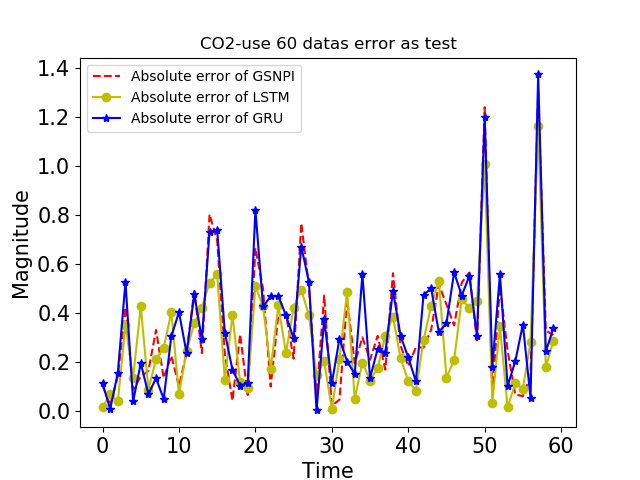 CO2-use 60 datas error as test
Absolute error of GSNPI
Absolute error of LSTM
Absolute error of GRU
Magnitude
1.4
1.2
1.0
0.8
0.6
0.4
0.2
0.0
0 10 20 30 40 50 60
Time